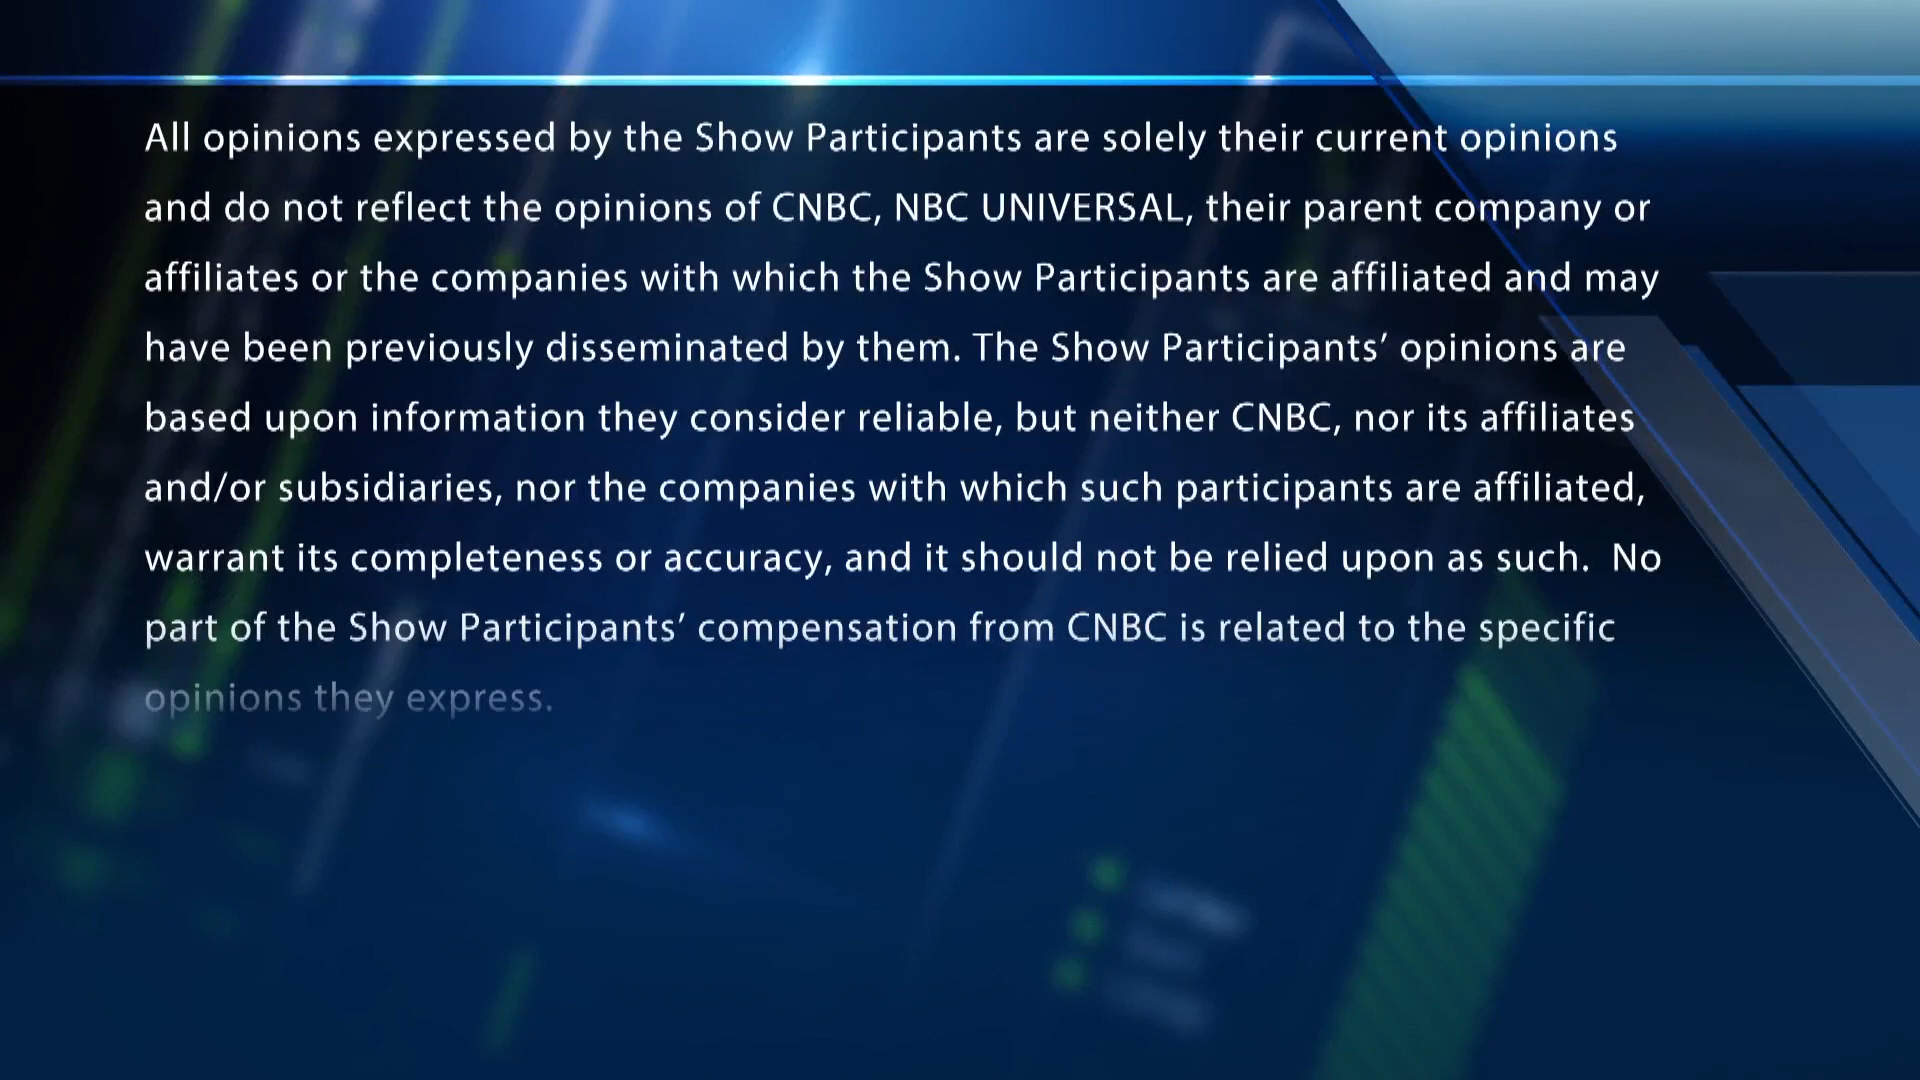 All opinions expressed by the Show Participants are solely their current opinions
and do not reflect the opinions of CNBC, NBC UNIVERSAL, their parent company or
affiliates or the companies with which the Show Participants are affiliated and may
have been previously disseminated by them. The Show Participants’ opinions are
based upon information they consider reliable, but neither CNBC, nor its affiliates
and/or subsidiaries, nor the companies with which such participants are affiliated,
warrant its completeness or accuracy, and it should not be relied upon as such.  No
part of the Show Participants’ compensation from CNBC is related to the specific
opinions they express.